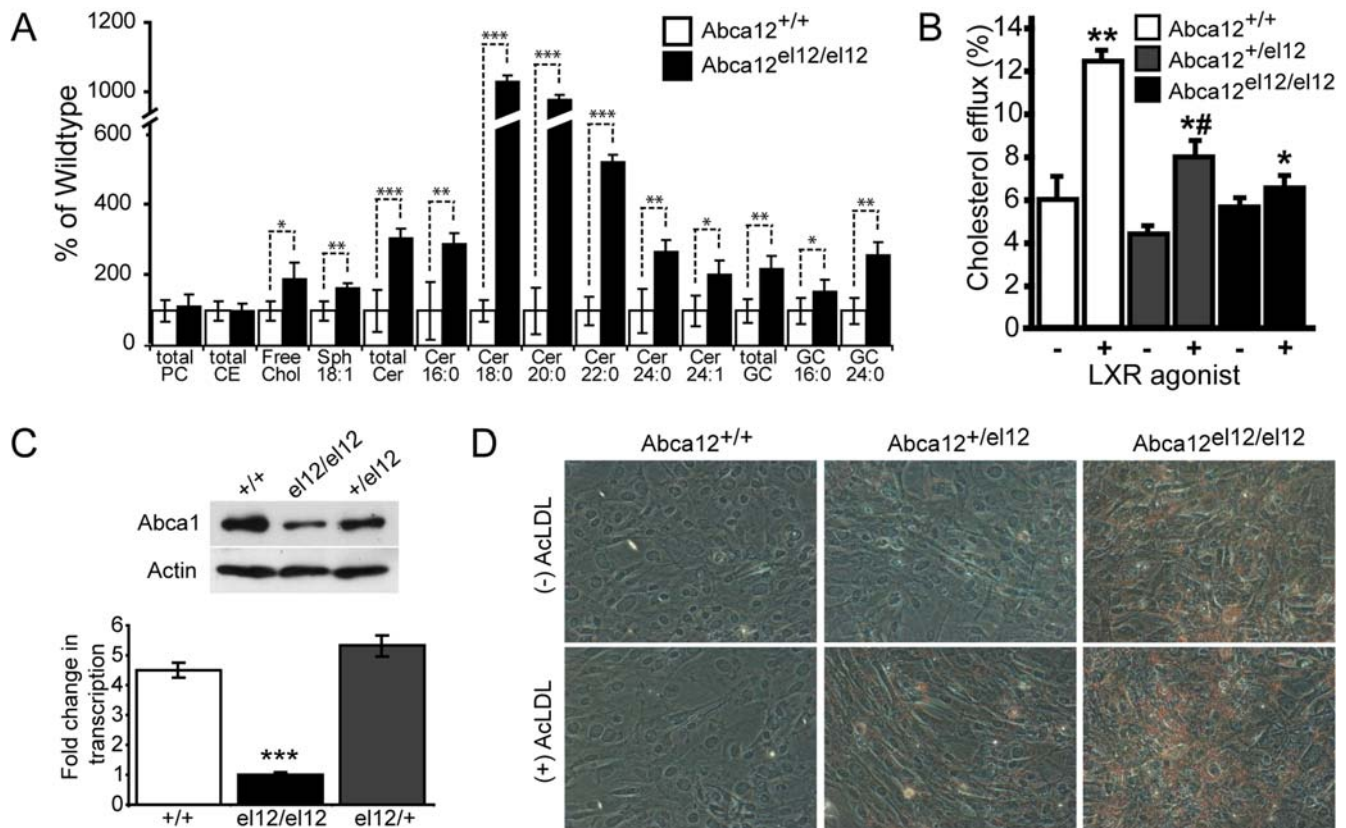 A
1200
1000
600
400
200
0
% of Wildtype
Abca12+/+
Abca12el12/el12
*
**
***
**
***
***
***
**
*
**
*
**
total PC
total CE
Free Chol
Sph 18:1
total Cer
Cer 16:0
Cer 18:0
Cer 20:0
Cer 22:0
Cer 24:0
Cer 24:1
total GC
GC 16:0
GC 24:0
B
14
12
10
8
6
4
2
0
Cholesterol efflux (%)
Abca12+/+
Abca12+/el12
Abca12el12/el12
**
*#
*
- + - + - +
LXR agonist
C
+/+ el12/el12 +/el12
Abca1
Actin
6
5
4
3
2
1
0
Fold change in
transcription
***
+/+ el12/el12 el12/+
D
Abca12+/+ Abca12+/el12 Abca12el12/el12
(-) AcLDL
(+) AcLDL